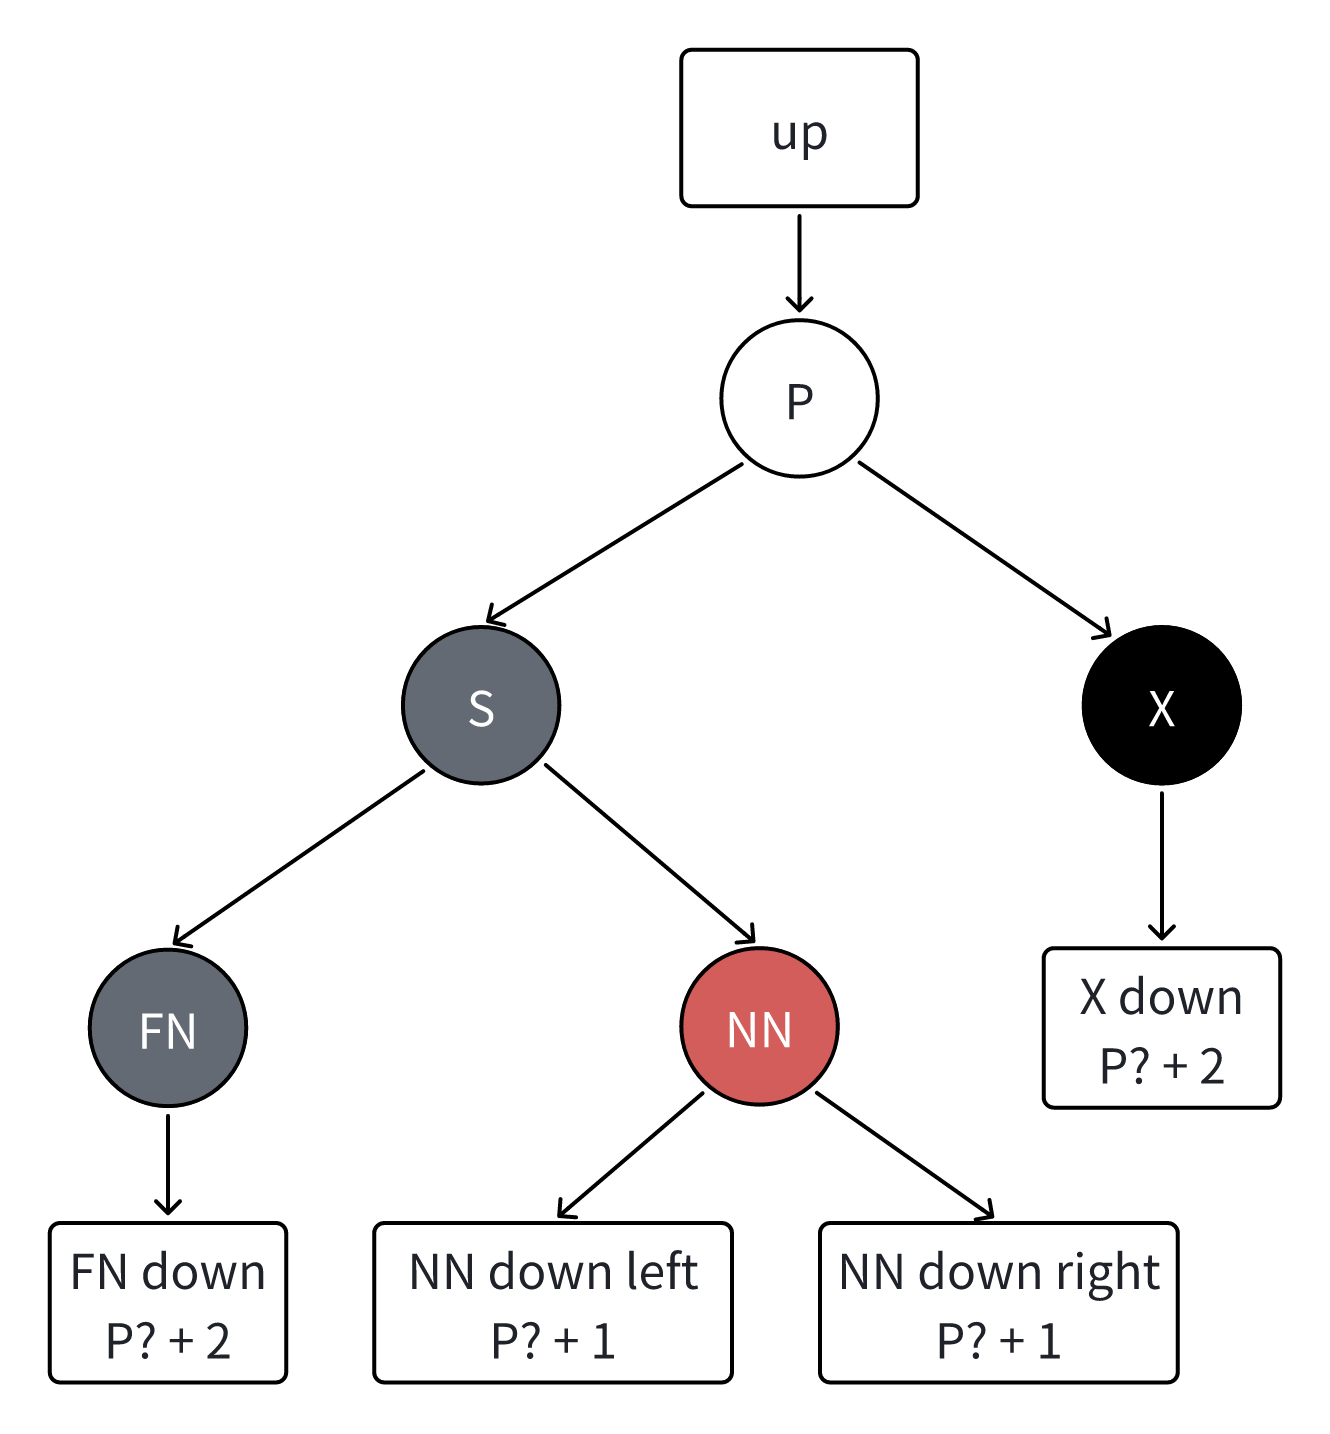 up
P
S
X
FN
NN
X down
P? + 2
FN down
P? + 2
NN down left
P? + 1
NN down right
P? + 1